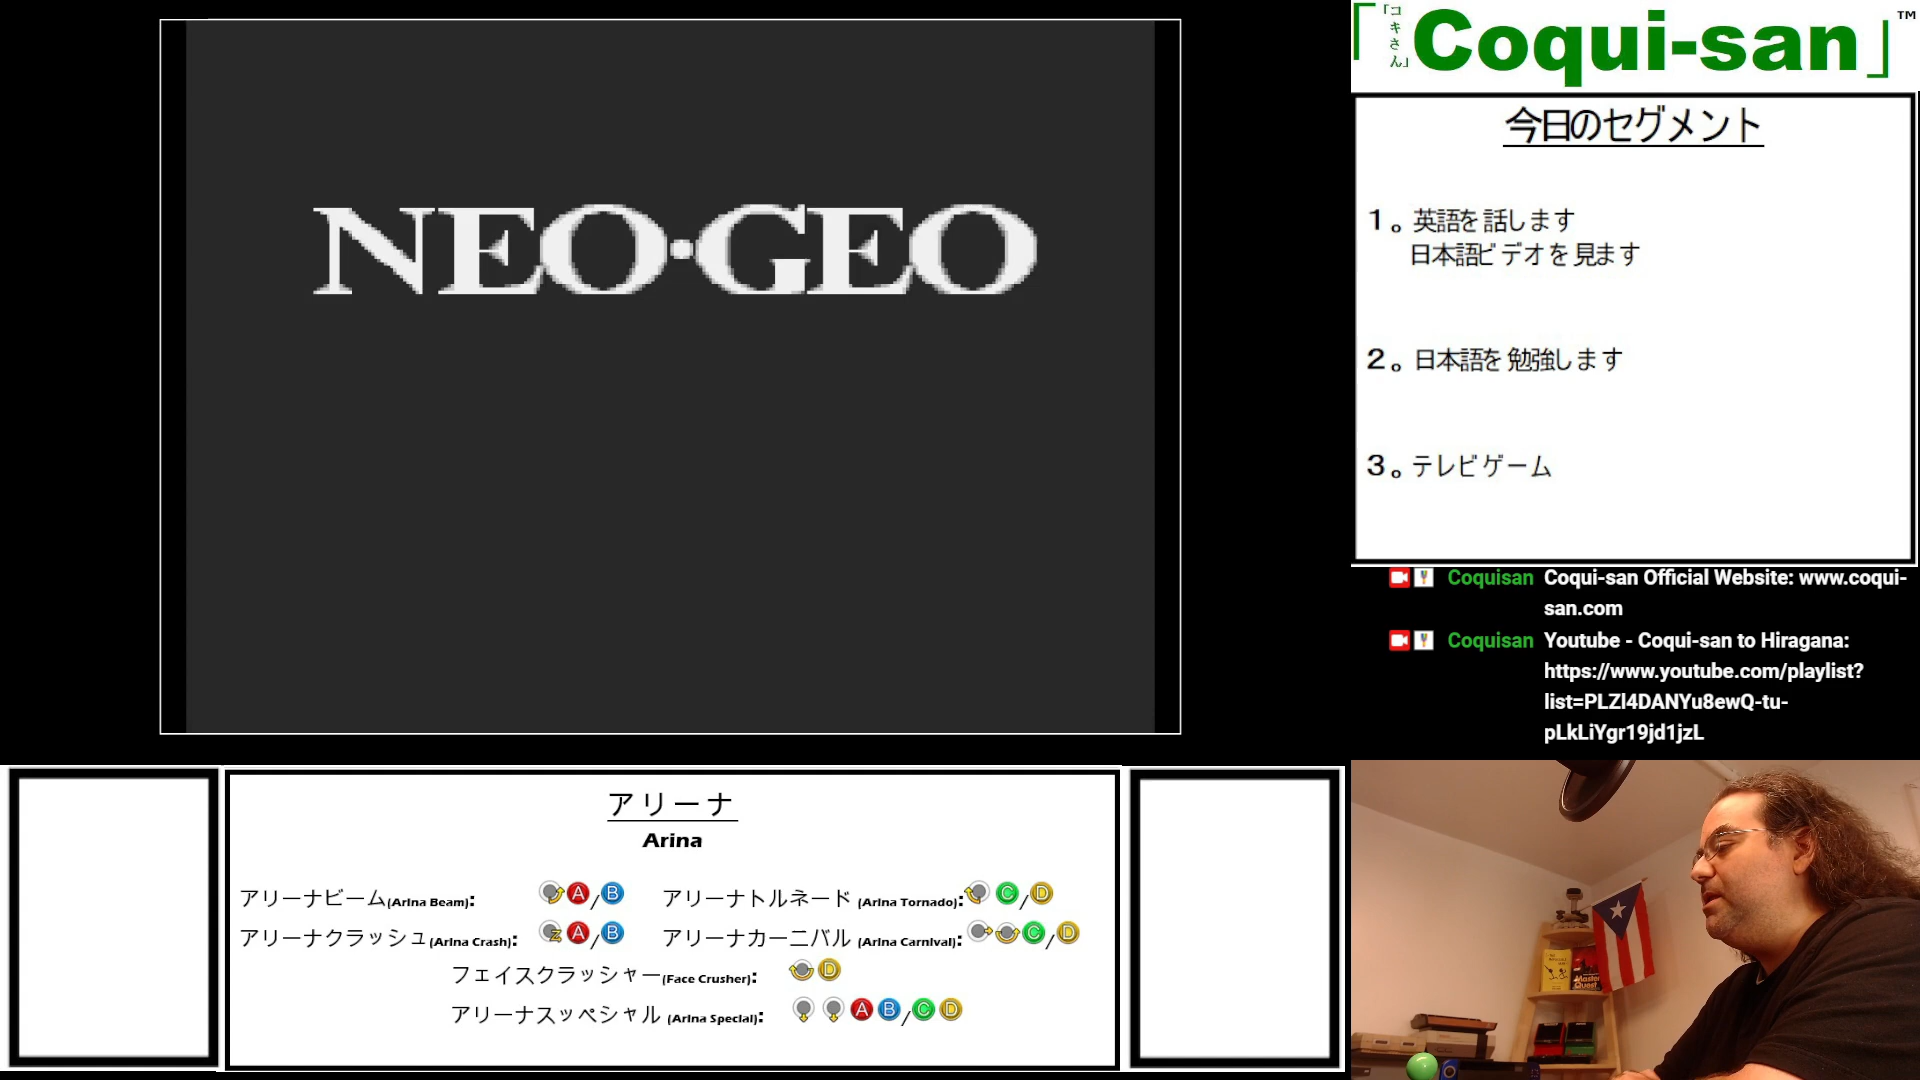 NEO·GEO
「コキさん」
「Coqui-san」™
今日のセグメント
1。英語を話します
日本語ビデオを見ます
2。日本語を勉強します
3。テレビゲーム
Coquisan Coqui-san Official Website: www.coqui-
san.com
Coquisan Youtube - Coqui-san to Hiragana:
https://www.youtube.com/playlist?
list=PLZl4DANYu8ewQ-tu-
pLkLiYgr19jd1jzL
アリーナ
Arina
アリーナビーム(Arina Beam): A/B アリーナトルネード (Arina Tornado): C/D
アリーナクラッシュ(Arina Crash): Z A/B アリーナカーニバル (Arina Carnival): C/D
フェイスクラッシャー(Face Crusher): D
アリーナスッペシャル (Arina Special): A B/C D
Master
Quest